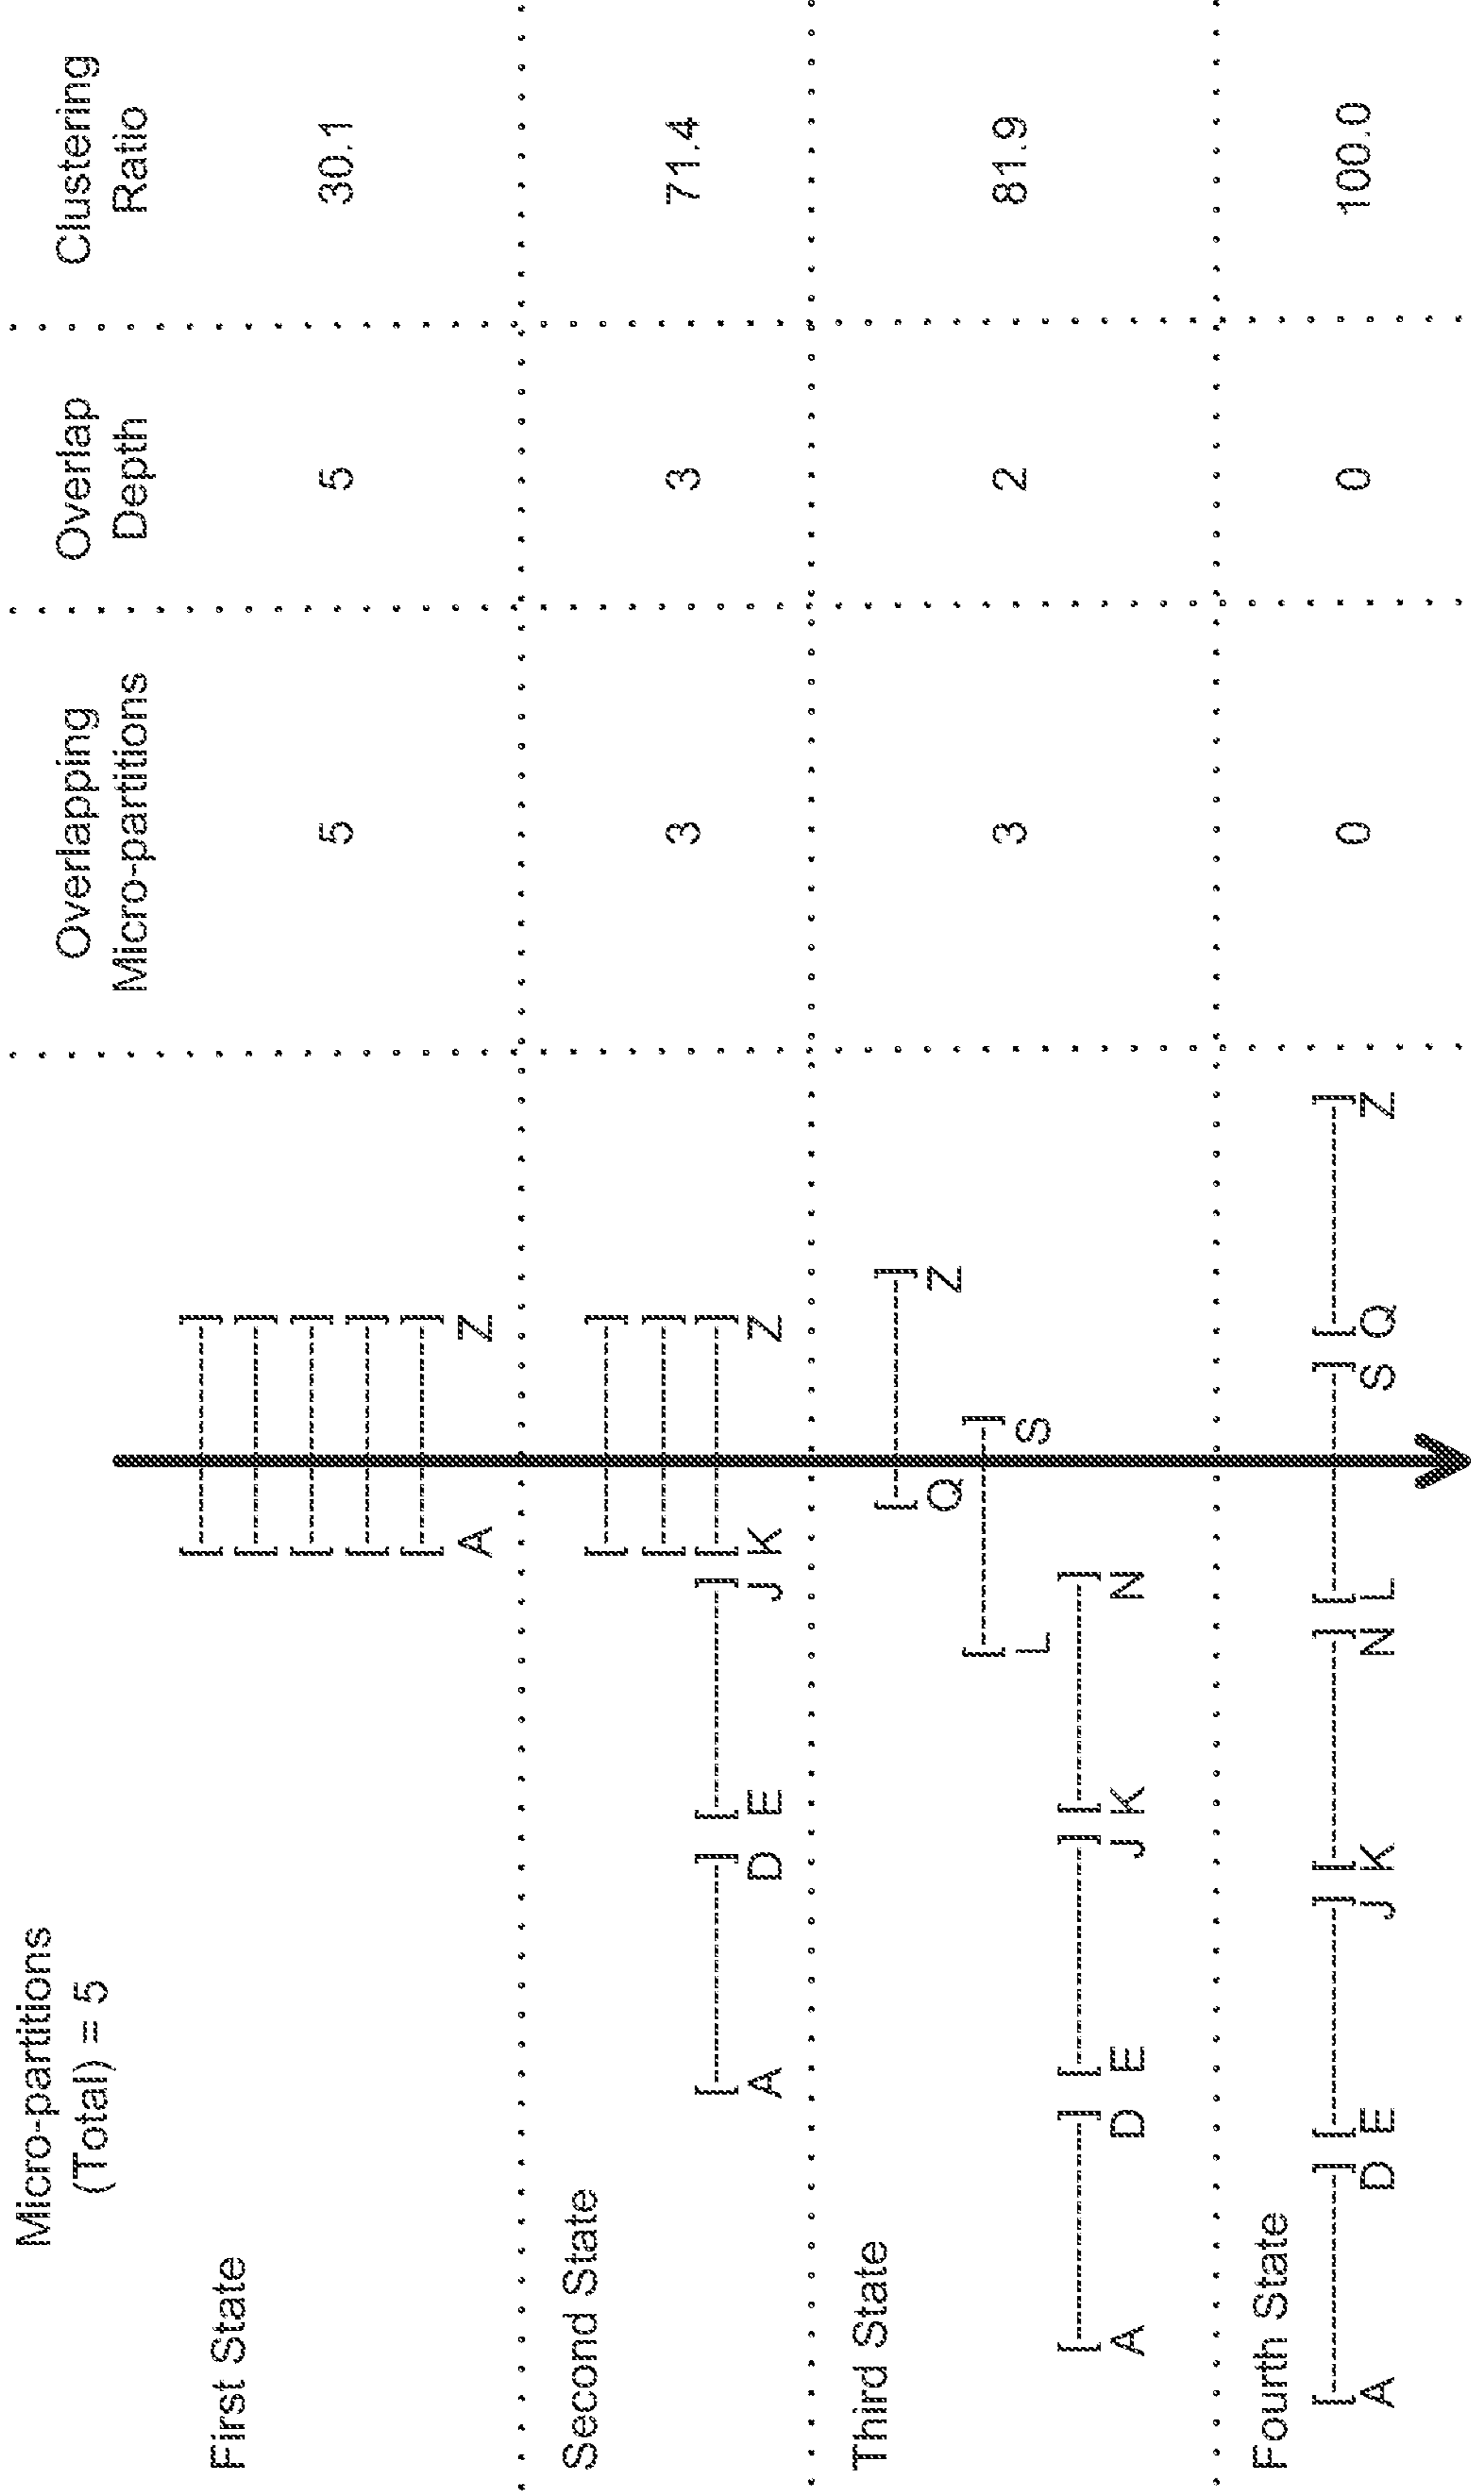 Micro-partitions
(Total) = 5
Overlapping
Micro-partitions
Overlap
Depth
Clustering
Ratio
First State
A Z
5 5 30.1
Second State
A D E J K Z
3 3 71.4
Third State
Q Z
L S
A D E J K N
3 2 81.9
Fourth State
A D E J K N L S Q Z
0 0 100.0